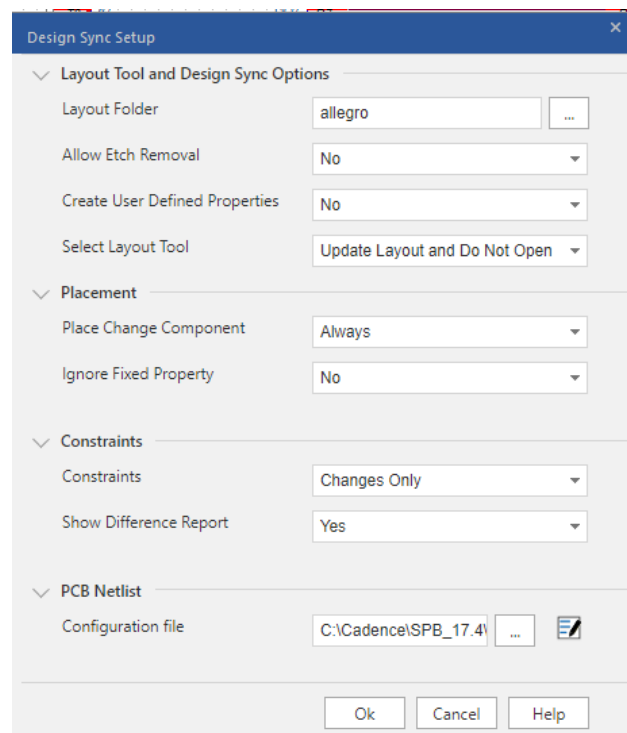 Design Sync Setup
Layout Tool and Design Sync Options
Layout Folder allegro ...
Allow Etch Removal No
Create User Defined Properties No
Select Layout Tool Update Layout and Do Not Open
Placement
Place Change Component Always
Ignore Fixed Property No
Constraints
Constraints Changes Only
Show Difference Report Yes
PCB Netlist
Configuration file C:\Cadence\SPB_17.4\ ...
Ok Cancel Help